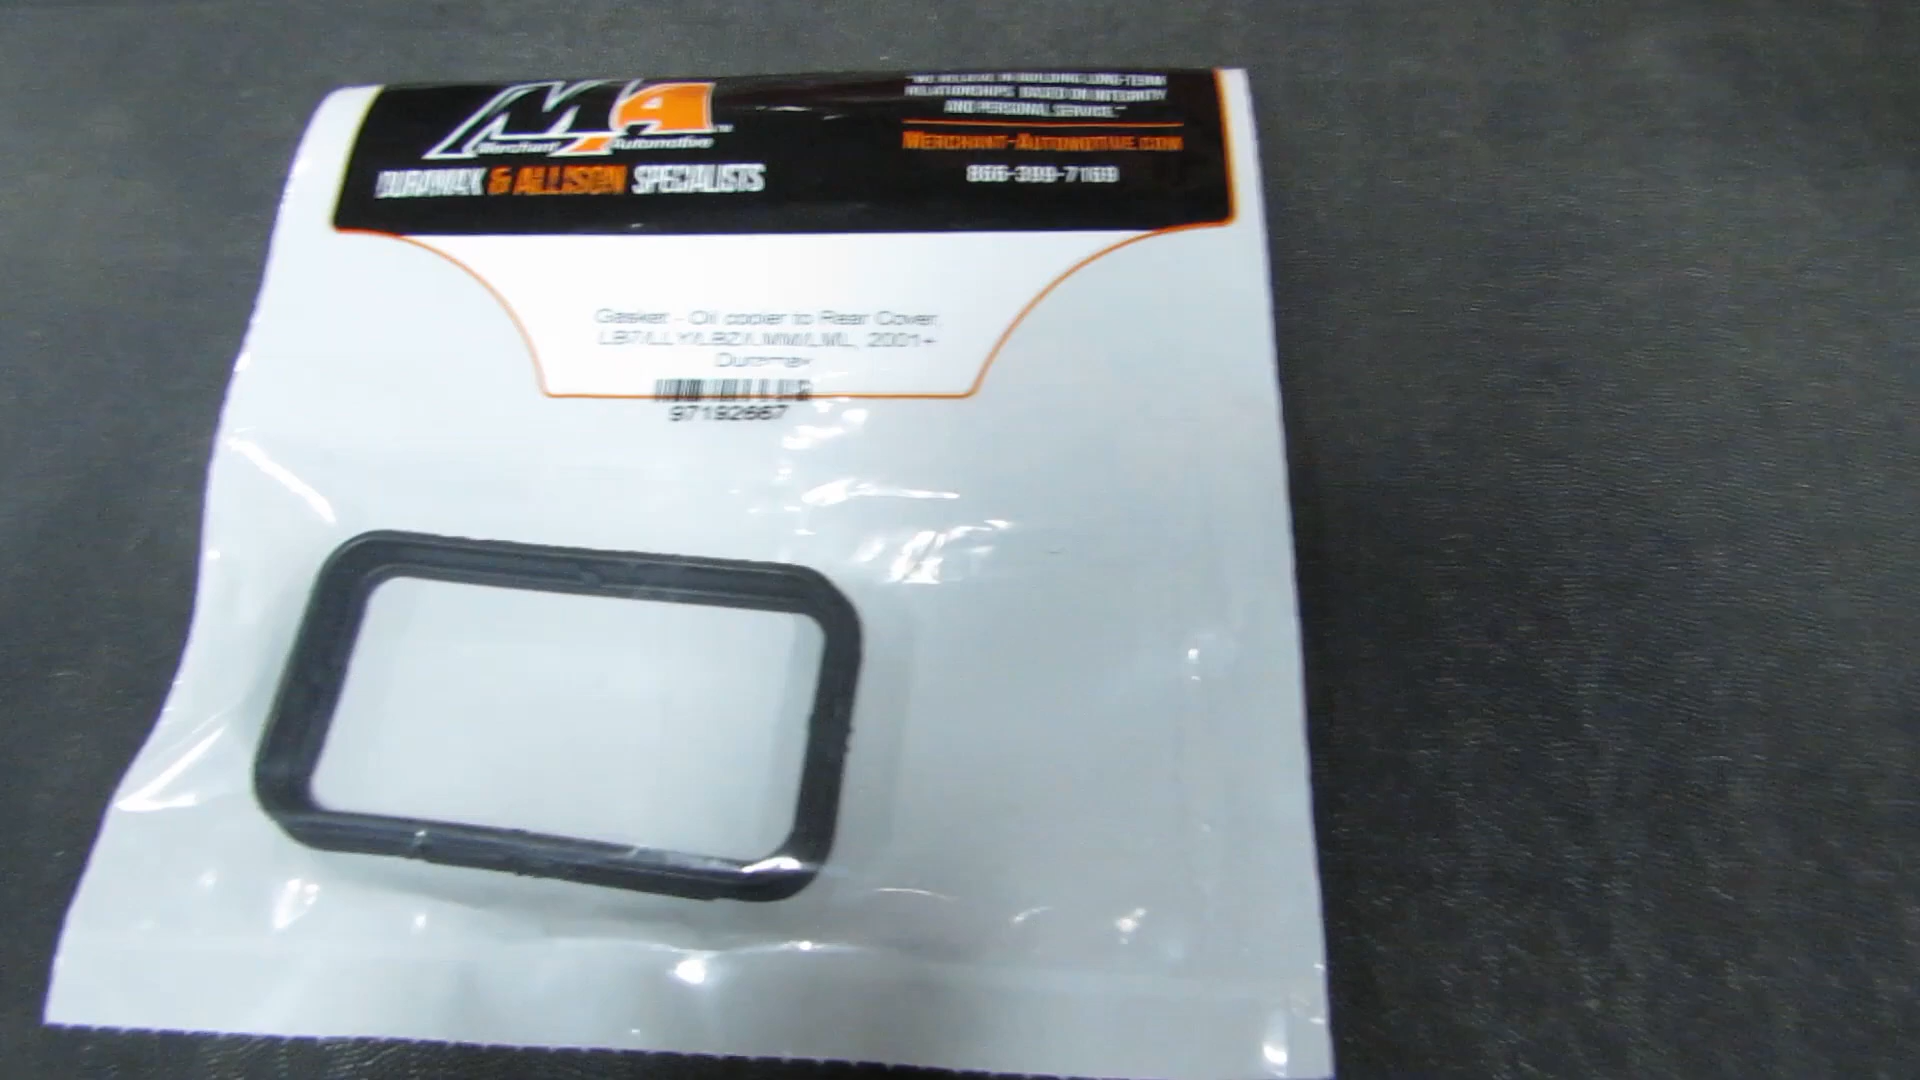 MA™
Merchant Automotive
DURAMAX & ALLISON SPECIALISTS
"WE BELIEVE IN BUILDING LONG-TERM
RELATIONSHIPS BASED ON INTEGRITY
AND PERSONAL SERVICE."
MERCHANT-AUTOMOTIVE.COM
866-399-7169
Gasket - Oil cooler to Rear Cover,
LB7/LLY/LBZ/LMM/LML, 2001+
Duramax
97192667